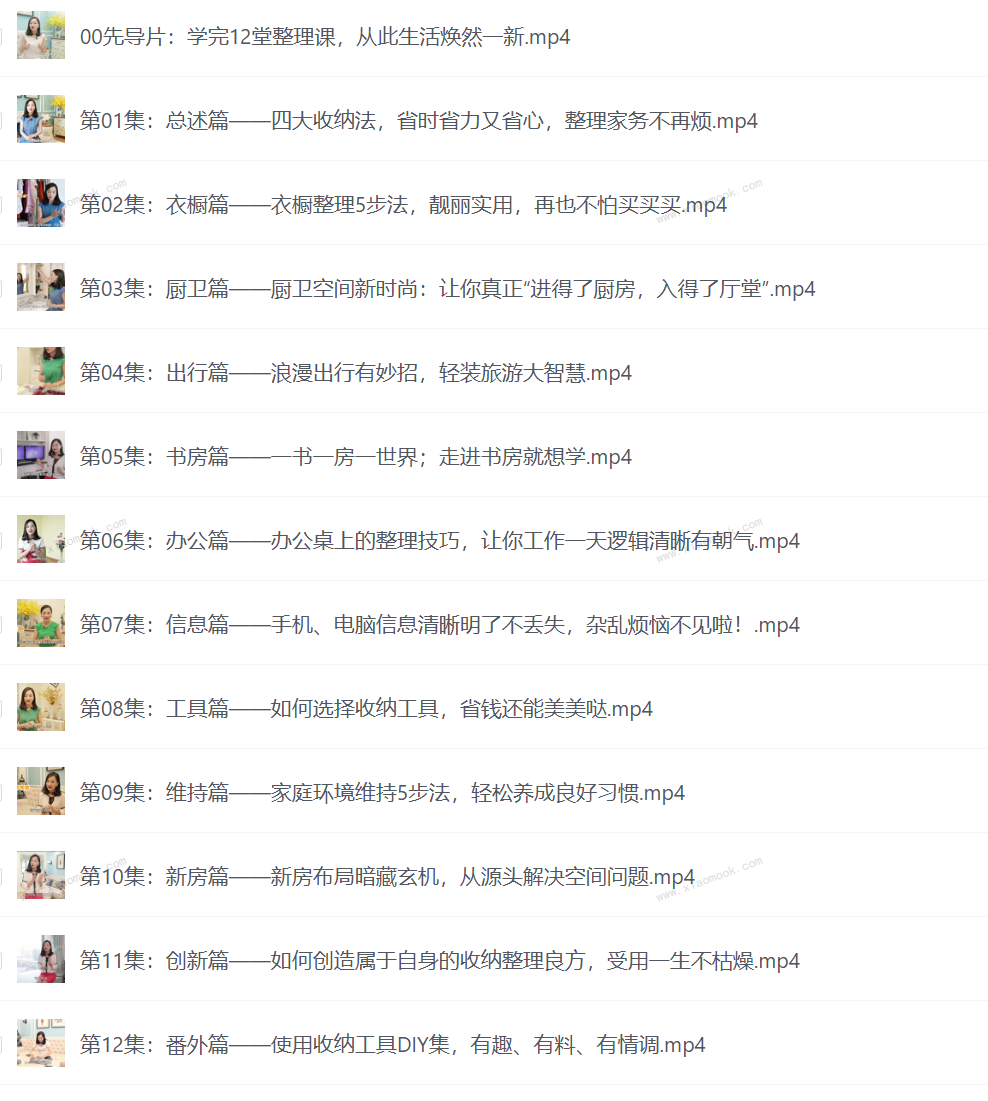 00先导片：学完12堂整理课，从此生活焕然一新.mp4
第01集：总述篇——四大收纳法，省时省力又省心，整理家务不再烦.mp4
第02集：衣橱篇——衣橱整理5步法，靓丽实用，再也不怕买买买.mp4
第03集：厨卫篇——厨卫空间新时尚：让你真正“进得了厨房，入得了厅堂”.mp4
第04集：出行篇——浪漫出行有妙招，轻装旅游大智慧.mp4
第05集：书房篇——一书一房一世界；走进书房就想学.mp4
第06集：办公篇——办公桌上的整理技巧，让你工作一天逻辑清晰有朝气.mp4
第07集：信息篇——手机、电脑信息清晰明了不丢失，杂乱烦恼不见啦！.mp4
第08集：工具篇——如何选择收纳工具，省钱还能美美哒.mp4
第09集：维持篇——家庭环境维持5步法，轻松养成良好习惯.mp4
第10集：新房篇——新房布局暗藏玄机，从源头解决空间问题.mp4
www.x7aomook.com
第11集：创新篇——如何创造属于自身的收纳整理良方，受用一生不枯燥.mp4
第12集：番外篇——使用收纳工具DIY集，有趣、有料、有情调.mp4